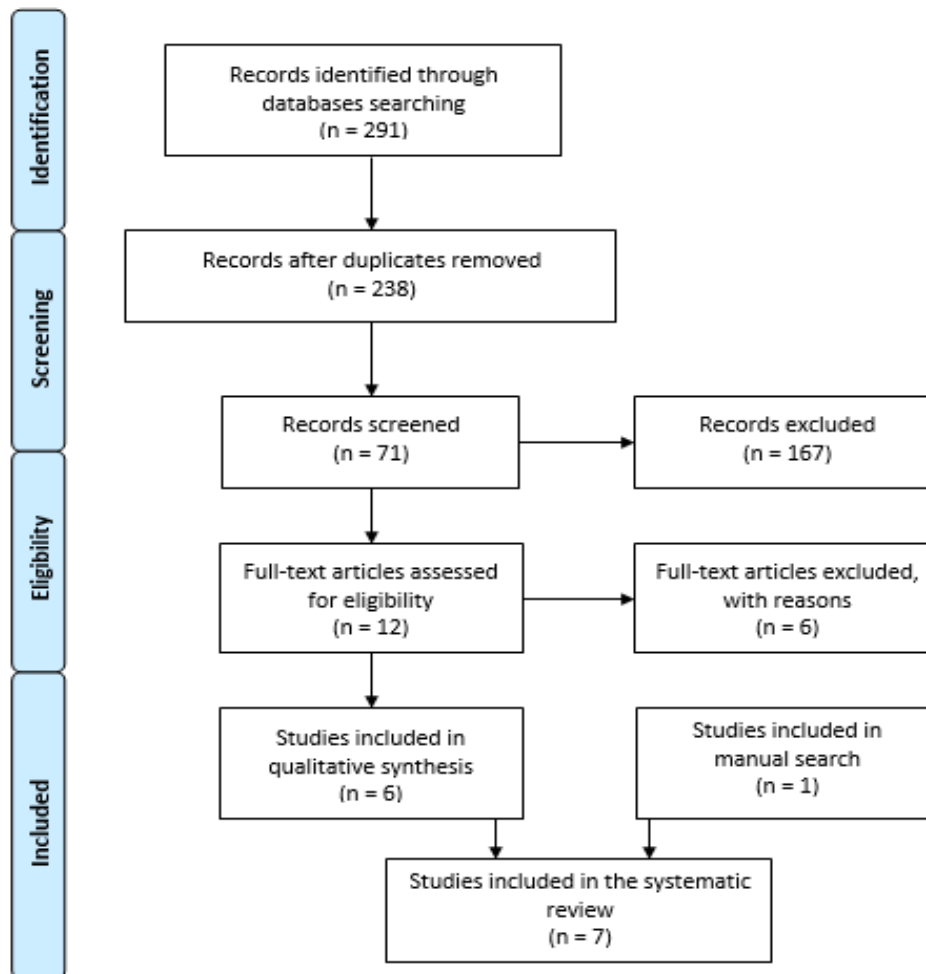 Identification
Records identified through
databases searching
(n = 291)
Screening
Records after duplicates removed
(n = 238)
Records screened
(n = 71)
Records excluded
(n = 167)
Eligibility
Full-text articles assessed
for eligibility
(n = 12)
Full-text articles excluded,
with reasons
(n = 6)
Included
Studies included in
qualitative synthesis
(n = 6)
Studies included in
manual search
(n = 1)
Studies included in the systematic
review
(n = 7)